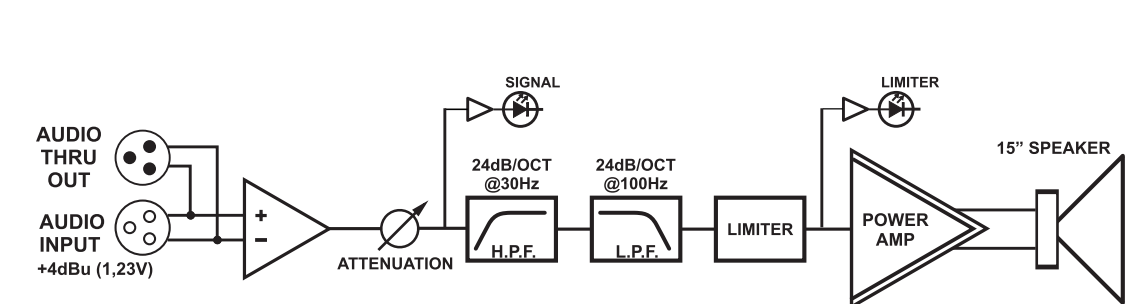 SIGNAL
LIMITER
AUDIO
THRU
OUT
24dB/OCT
@30Hz
24dB/OCT
@100Hz
15” SPEAKER
AUDIO
INPUT
+4dBu (1,23V)
+
−
ATTENUATION
H.P.F.
L.P.F.
LIMITER
POWER
AMP